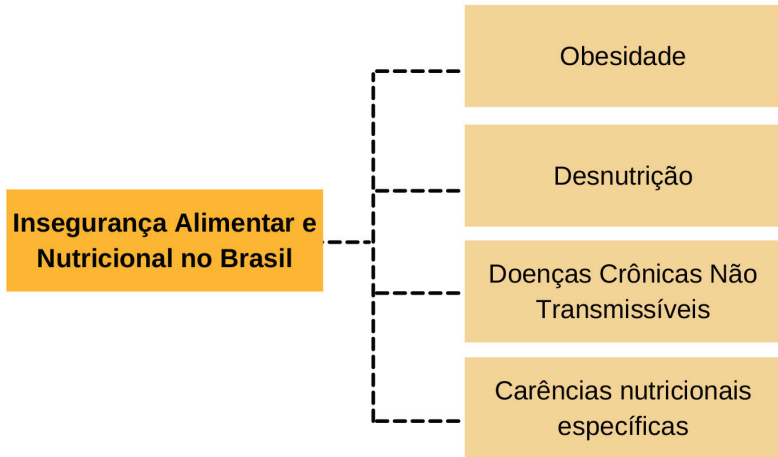 Obesidade
Desnutrição
Insegurança Alimentar e
Nutricional no Brasil
Doenças Crônicas Não
Transmissíveis
Carências nutricionais
específicas